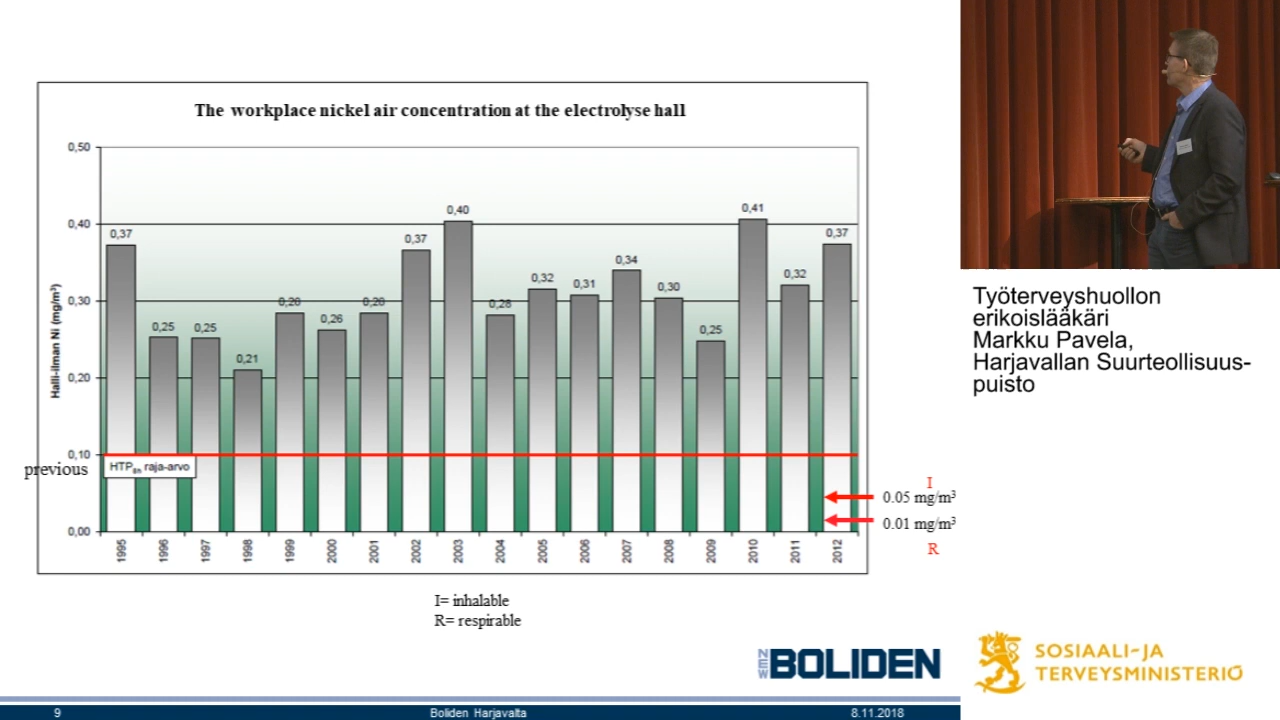 The workplace nickel air concentration at the electrolyse hall
Halli-ilman Ni (mg/m³)
0,50
0,40
0,30
0,20
0,10
0,00
0,37
0,25
0,25
0,21
0,28
0,26
0,28
0,37
0,40
0,28
0,32
0,31
0,34
0,30
0,25
0,41
0,32
0,37
previous
HTP8h raja-arvo
1995
1996
1997
1998
1999
2000
2001
2002
2003
2004
2005
2006
2007
2008
2009
2010
2011
2012
I
0.05 mg/m³
0.01 mg/m³
R
I= inhalable
R= respirable
NEW BOLIDEN
9
Boliden Harjavalta
8.11.2018
Työterveyshuollon
erikoislääkäri
Markku Pavela,
Harjavallan Suurteollisuus-
puisto
SOSIAALI-JA
TERVEYSMINISTERIÖ